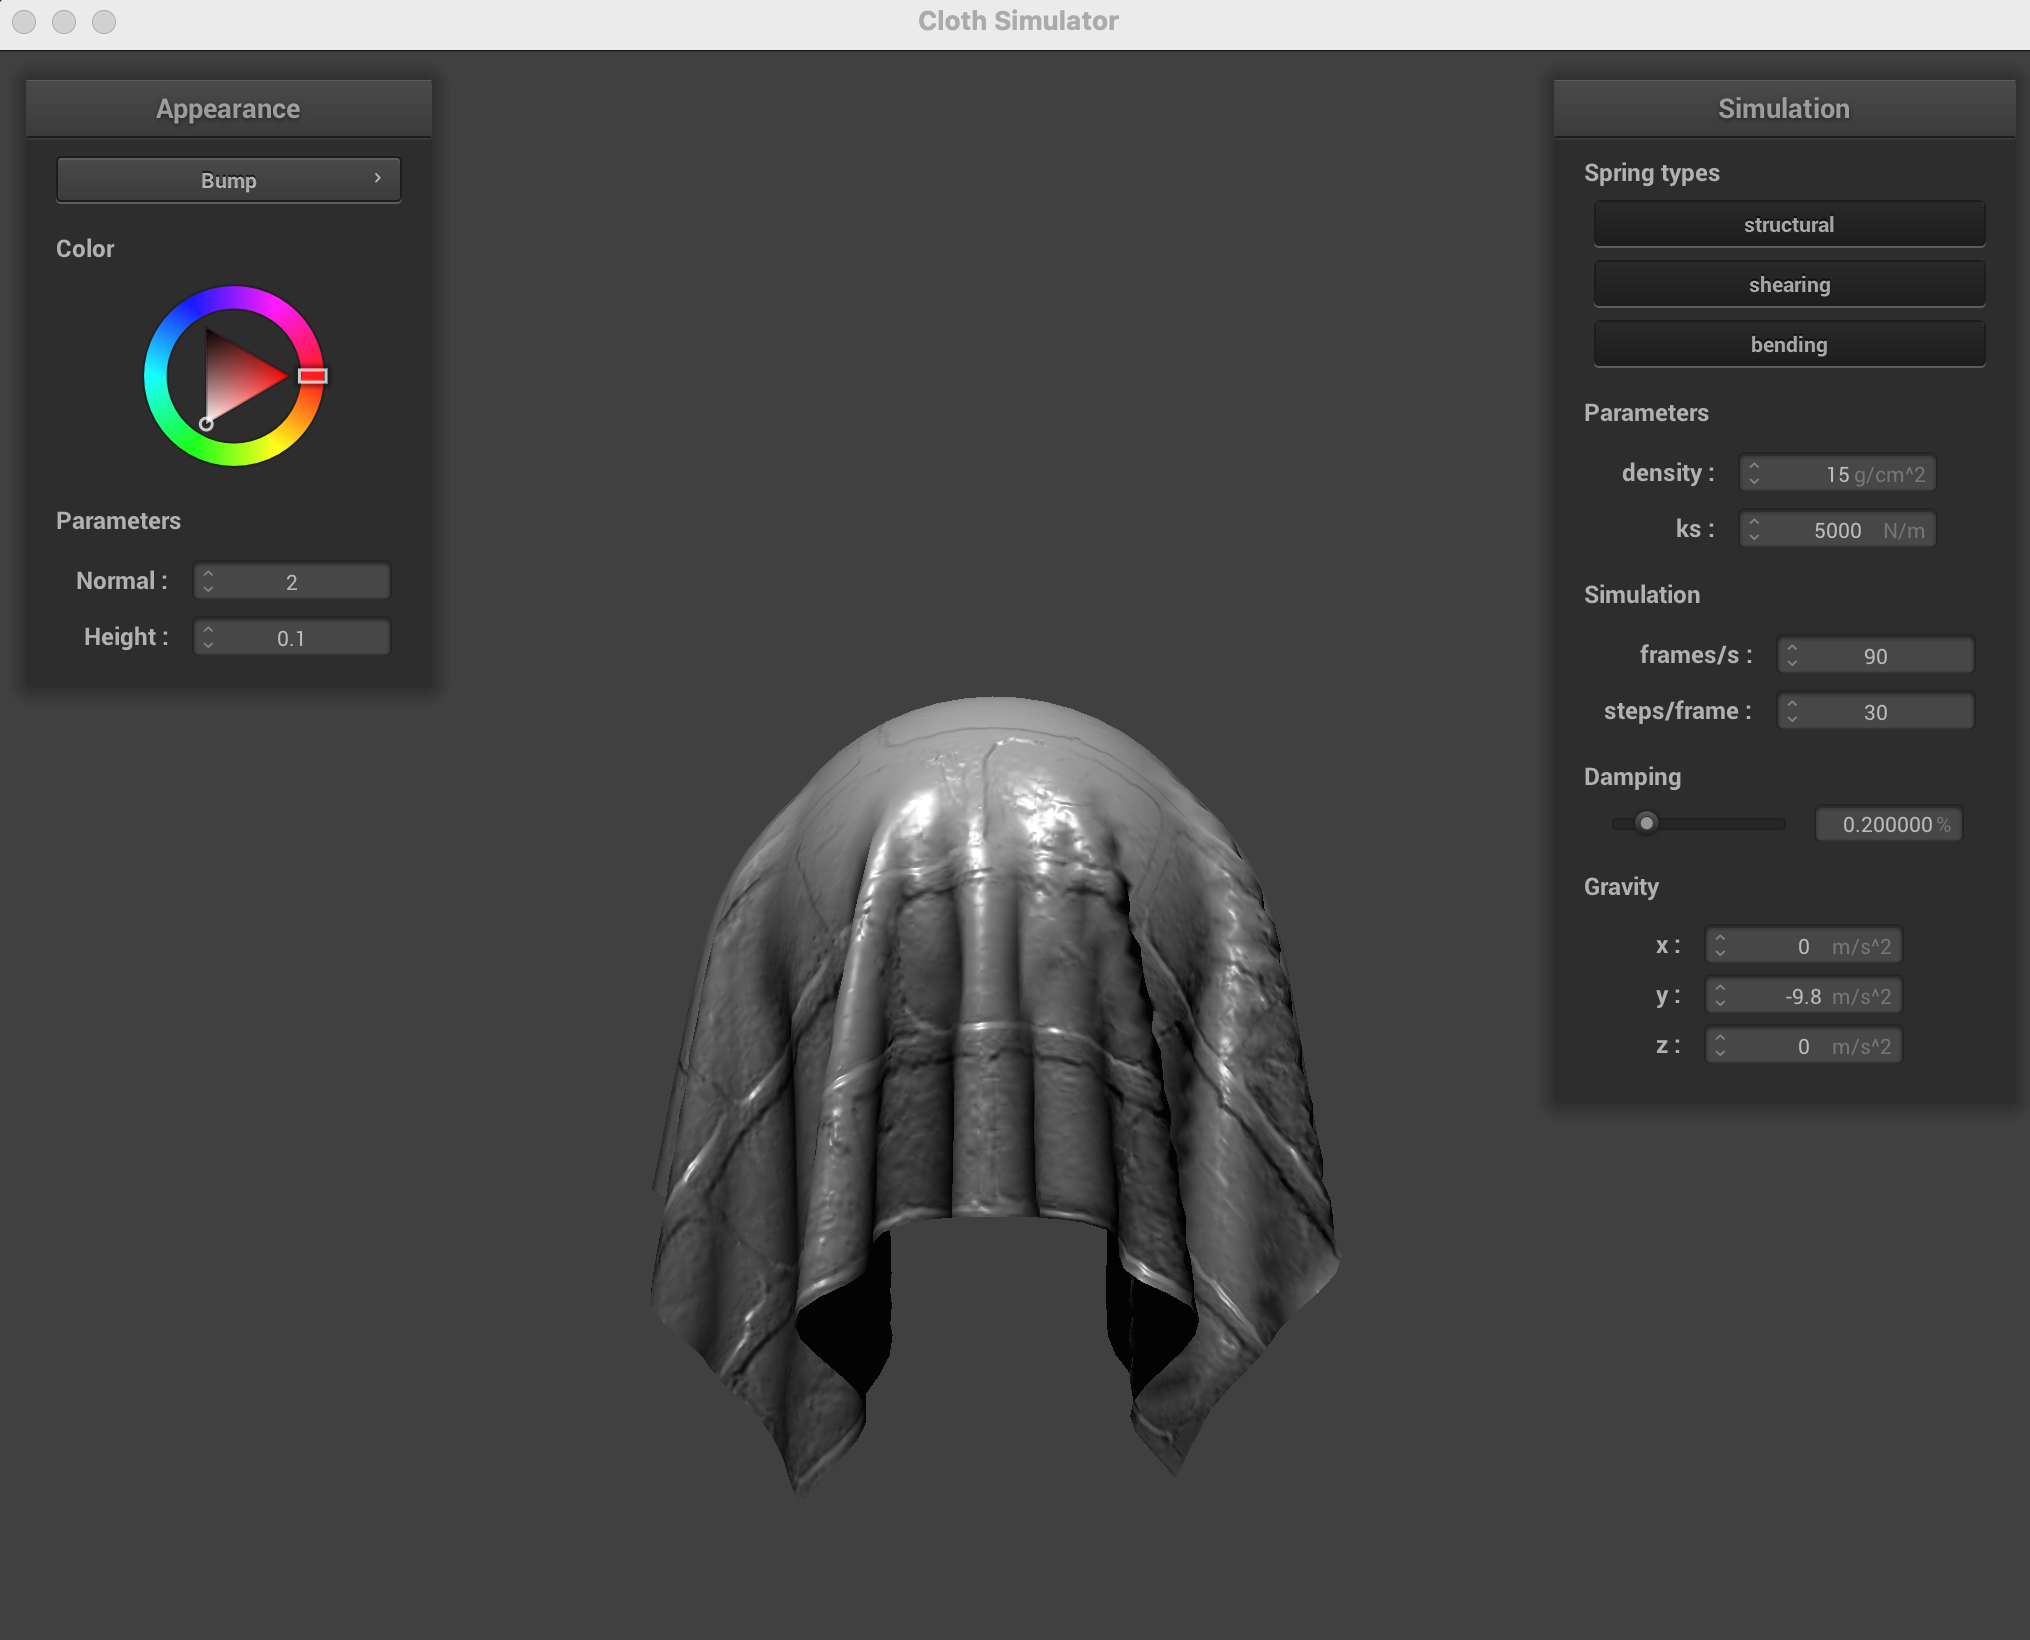 Cloth Simulator
Appearance
Bump
Color
Parameters
Normal : 2
Height : 0.1
Simulation
Spring types
structural
shearing
bending
Parameters
density : 15 g/cm^2
ks : 5000 N/m
Simulation
frames/s : 90
steps/frame : 30
Damping
0.200000 %
Gravity
x : 0 m/s^2
y : -9.8 m/s^2
z : 0 m/s^2